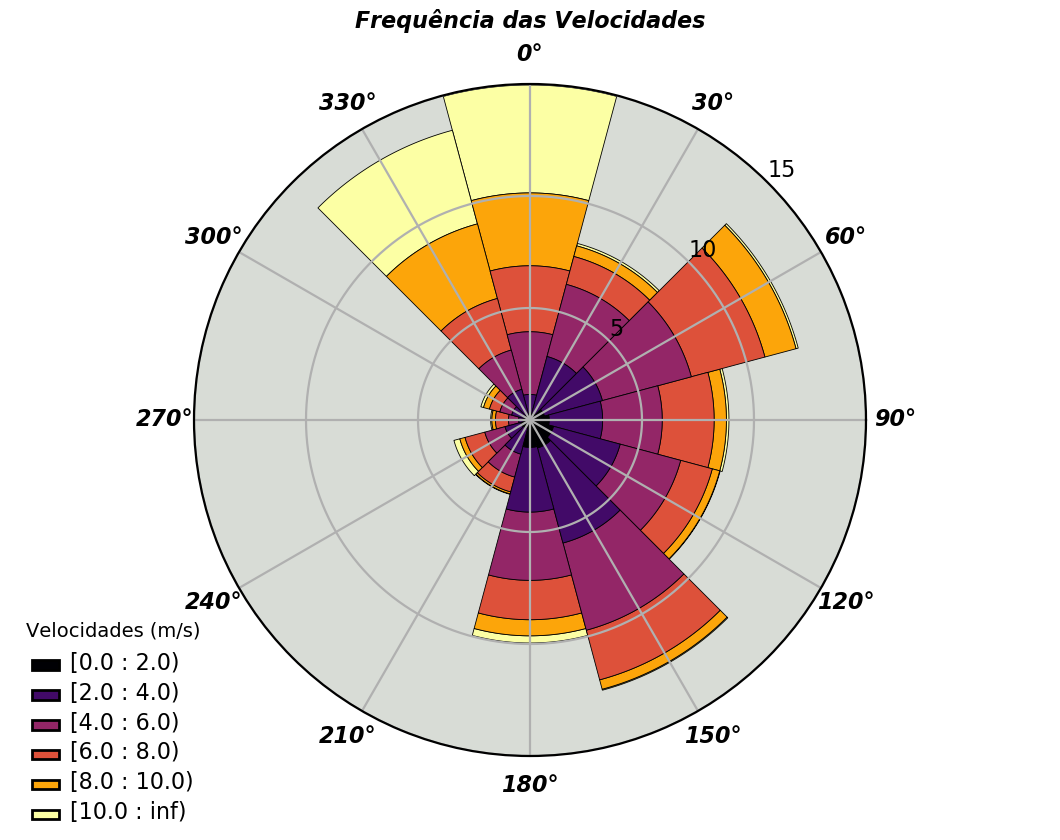 Frequência das Velocidades
0°
330°
30°
15
300°
60°
10
5
270°
90°
240°
120°
210°
150°
180°
Velocidades (m/s)
[0.0 : 2.0)
[2.0 : 4.0)
[4.0 : 6.0)
[6.0 : 8.0)
[8.0 : 10.0)
[10.0 : inf)